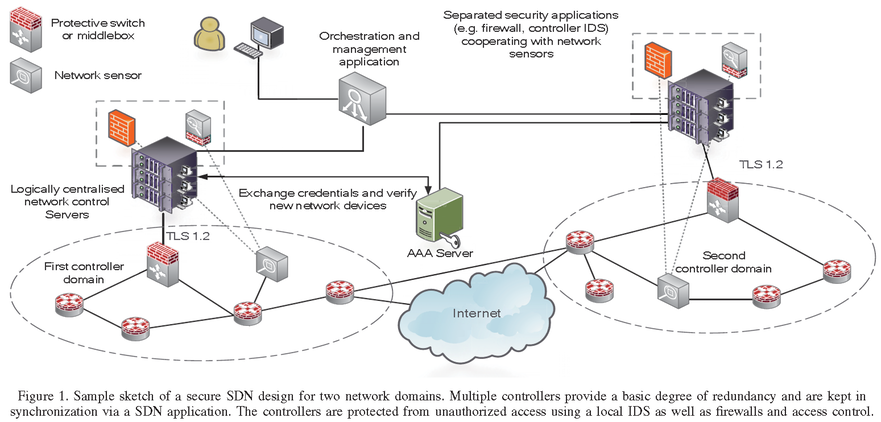 Protective switch
or middlebox
Network sensor
Orchestration and
management
application
Separated security applications
(e.g. firewall, controller IDS)
cooperating with network
sensors
Logically centralised
network control
Servers
Exchange credentials and verify
new network devices
AAA Server
TLS 1.2
TLS 1.2
First controller
domain
Second
controller domain
Internet
Figure 1. Sample sketch of a secure SDN design for two network domains. Multiple controllers provide a basic degree of redundancy and are kept in
synchronization via a SDN application. The controllers are protected from unauthorized access using a local IDS as well as firewalls and access control.